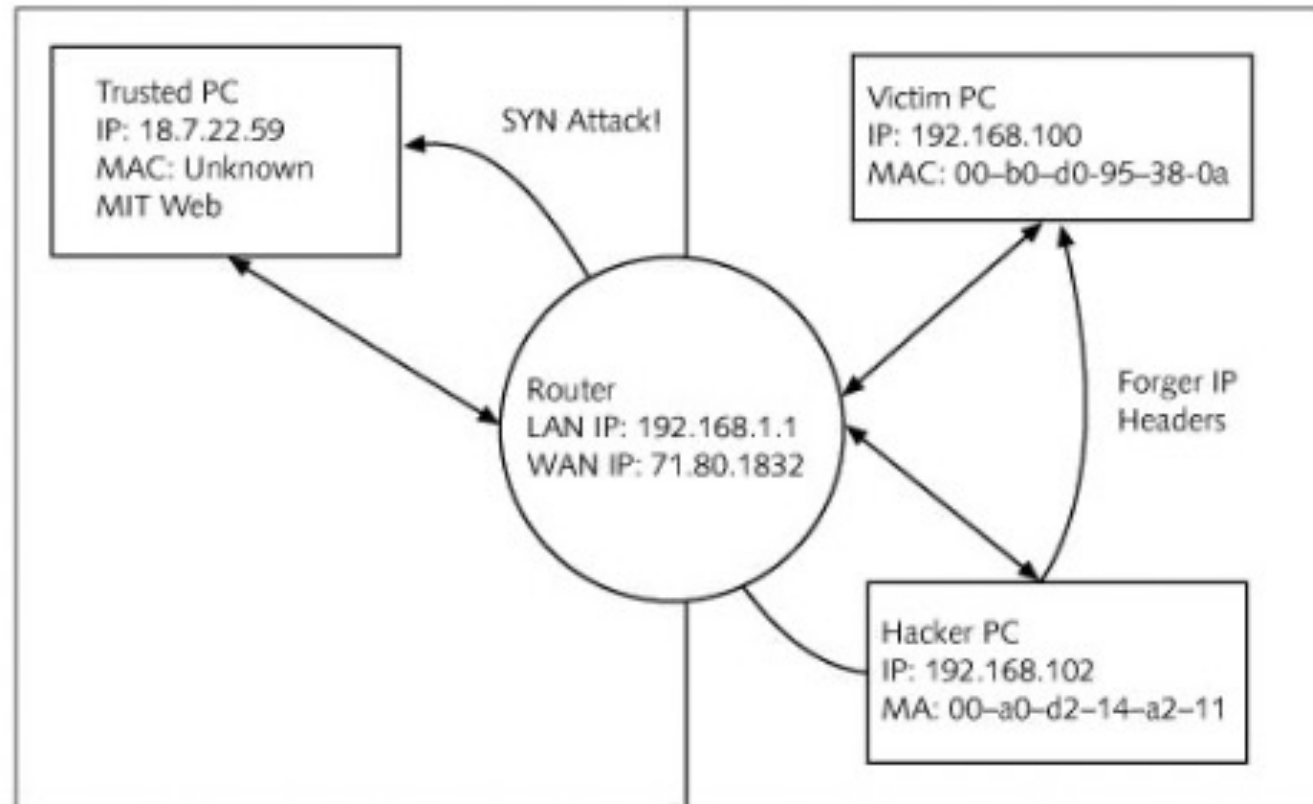 Trusted PC
IP: 18.7.22.59
MAC: Unknown
MIT Web
SYN Attack!
Victim PC
IP: 192.168.100
MAC: 00–b0–d0-95–38-0a
Router
LAN IP: 192.168.1.1
WAN IP: 71.80.1832
Forger IP
Headers
Hacker PC
IP: 192.168.102
MA: 00–a0–d2–14–a2–11